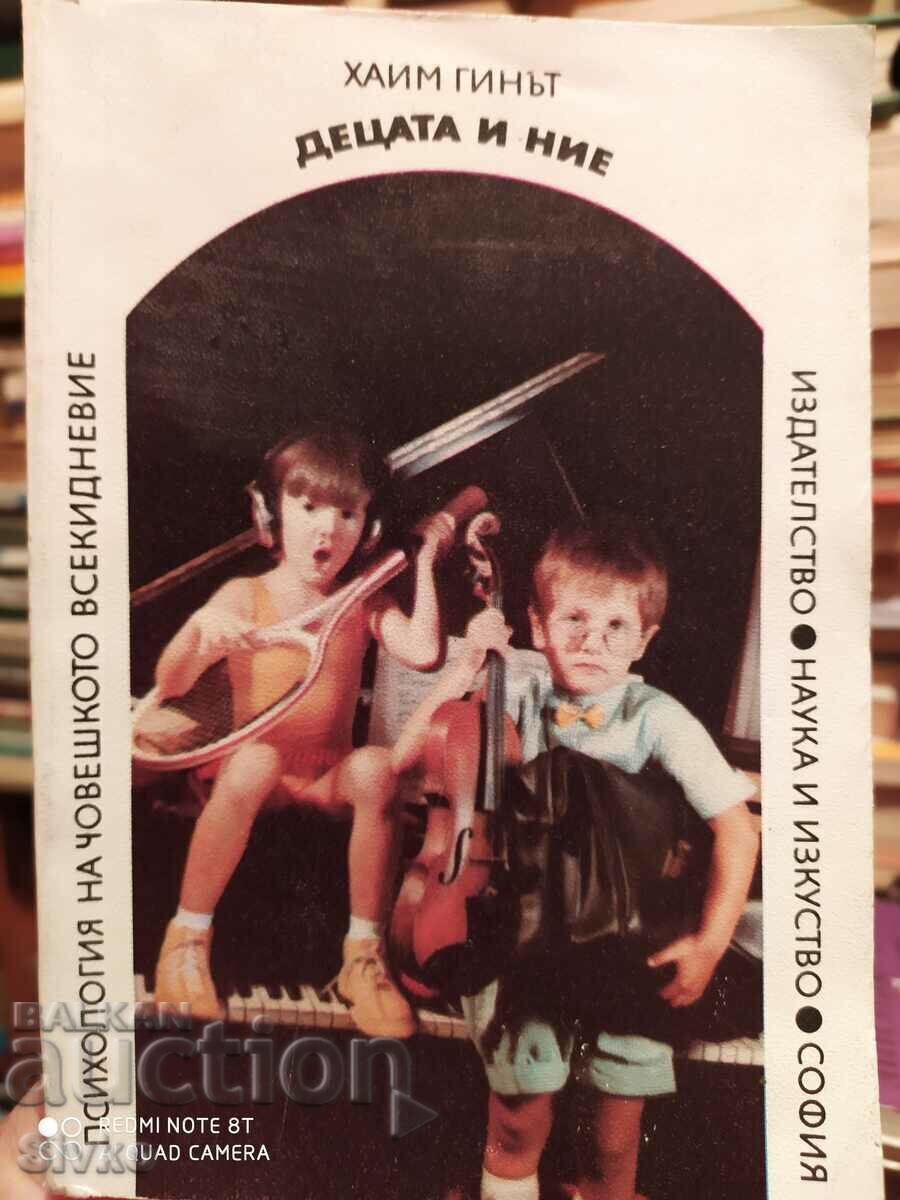 ХАИМ ГИНЪТ
ДЕЦАТА И НИЕ
ПСИХОЛОГИЯ НА ЧОВЕШКОТО ВСЕКИДНЕВИЕ
ИЗДАТЕЛСТВО ● НАУКА И ИЗКУСТВО ● СОФИЯ
BALKAN
auction
REDMI NOTE 8T
AI QUAD CAMERA
Sivko